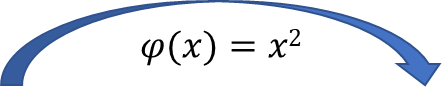 φ(x) = x²